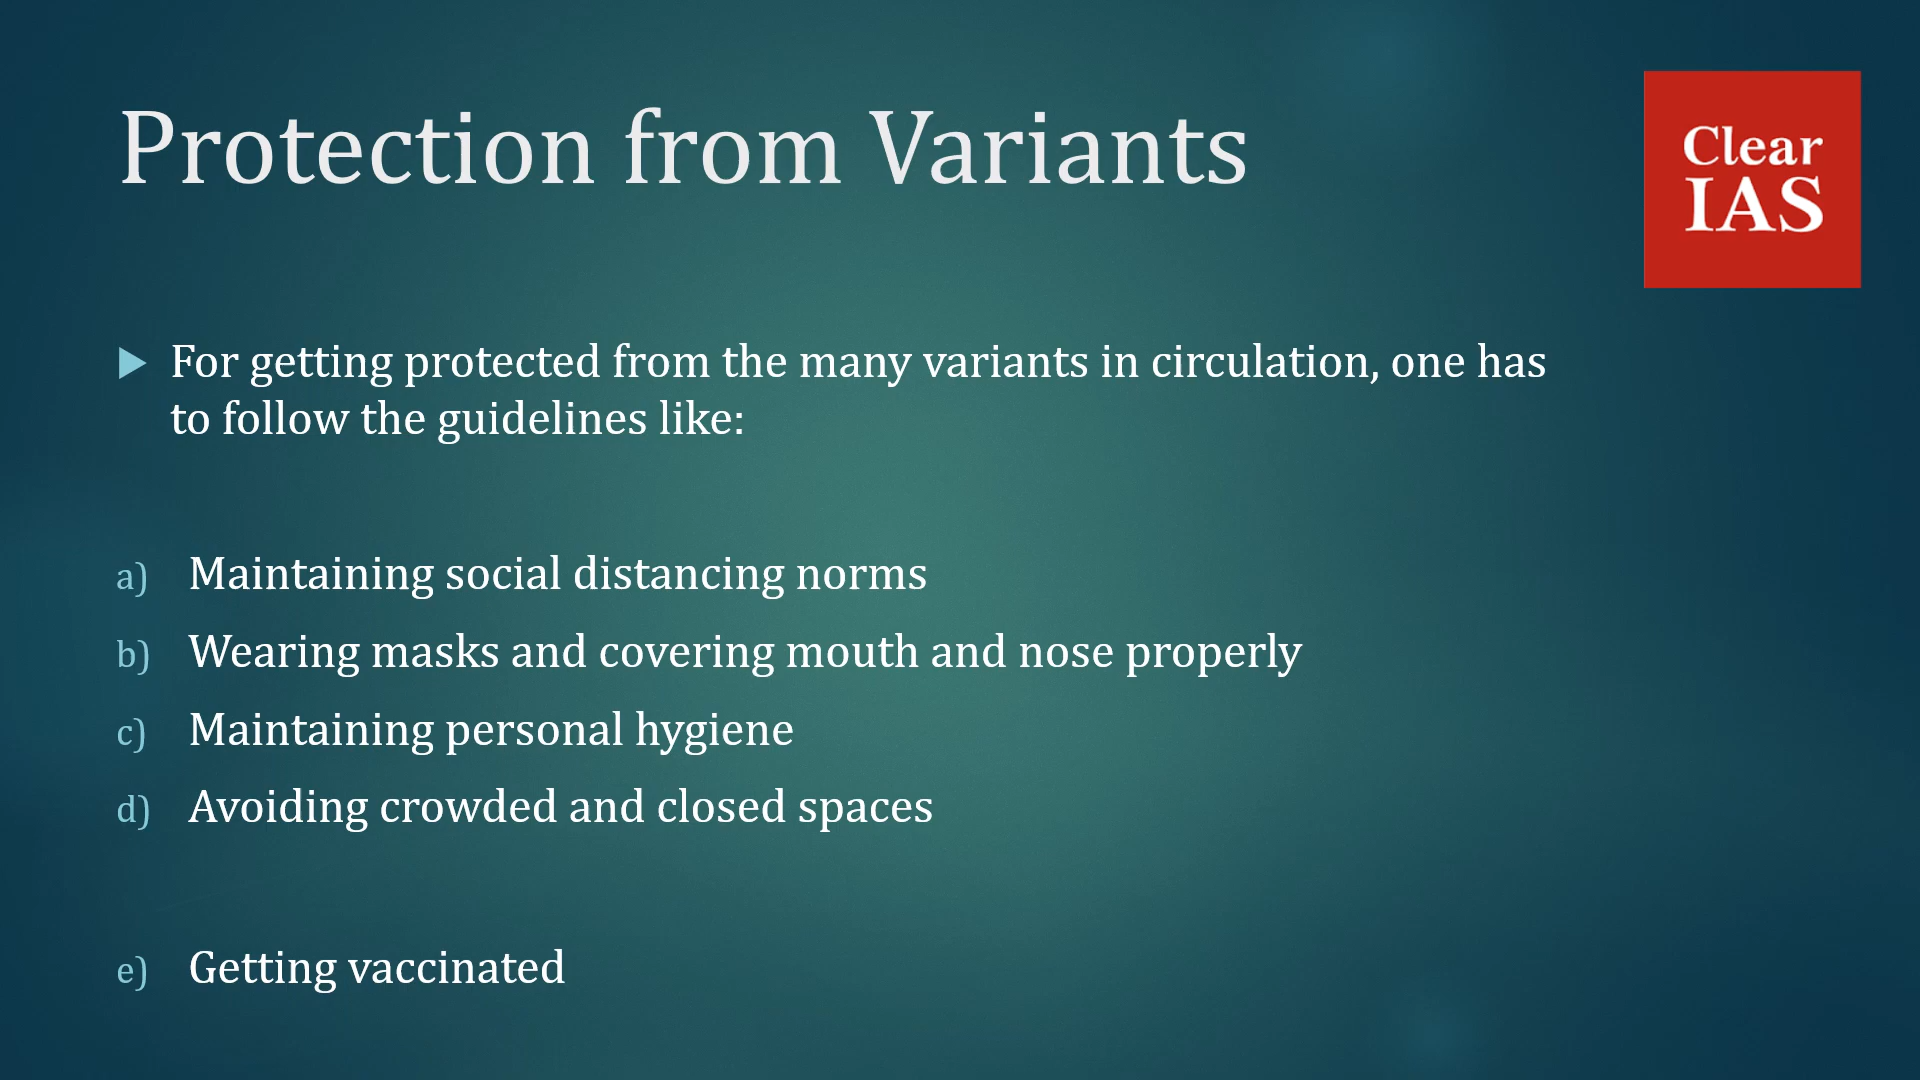 Protection from Variants
Clear
IAS
For getting protected from the many variants in circulation, one has
to follow the guidelines like:
a) Maintaining social distancing norms
b) Wearing masks and covering mouth and nose properly
c) Maintaining personal hygiene
d) Avoiding crowded and closed spaces
e) Getting vaccinated